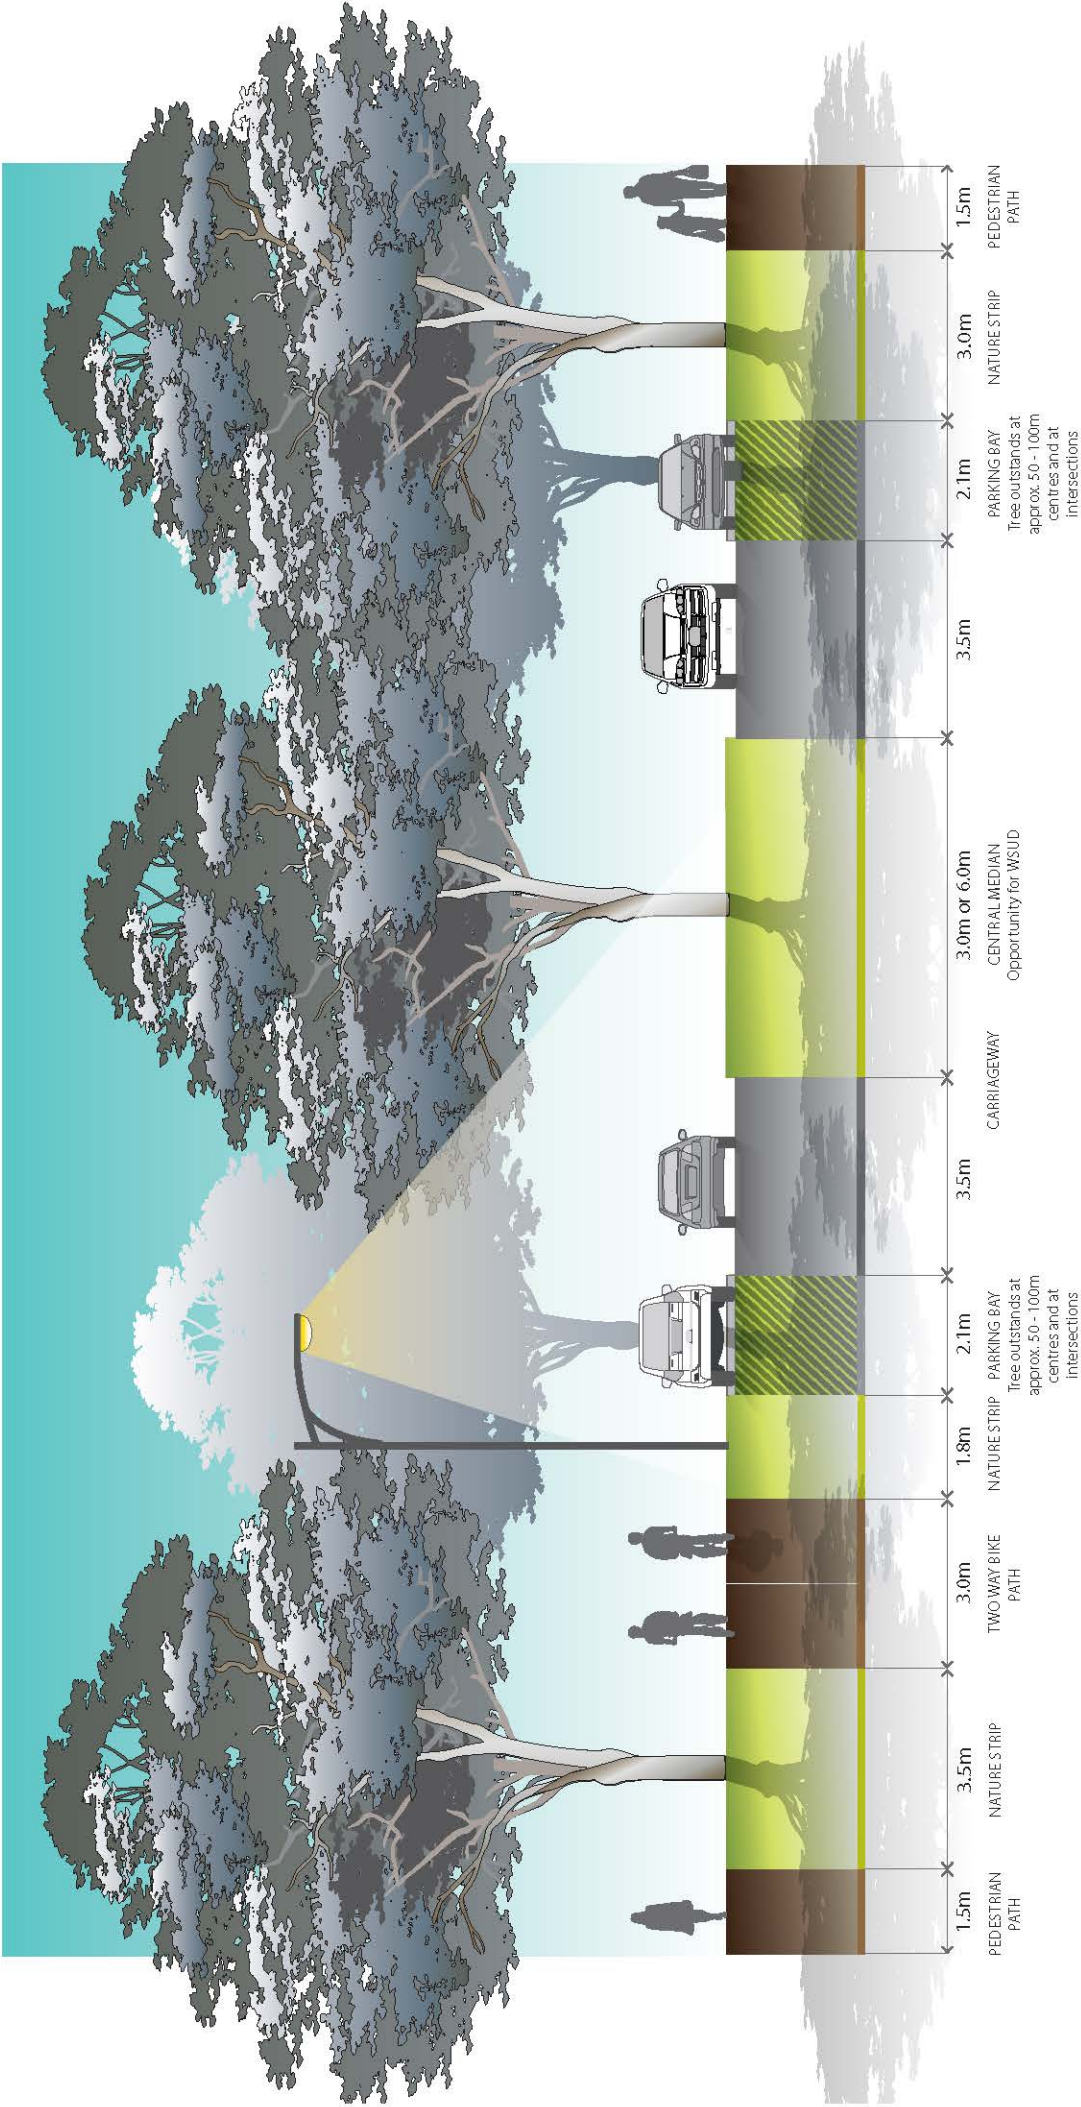 1.5m
3.5m
3.0m
1.8m
2.1m
3.5m
3.0m or 6.0m
3.5m
2.1m
3.0m
1.5m
PEDESTRIAN
PATH
NATURE STRIP
TWO WAY BIKE
PATH
NATURE STRIP
PARKING BAY
Tree outstands at
approx. 50 - 100m
centres and at
intersections
CARRIAGEWAY
CENTRAL MEDIAN
Opportunity for WSUD
PARKING BAY
Tree outstands at
approx. 50 - 100m
centres and at
intersections
NATURE STRIP
PEDESTRIAN
PATH